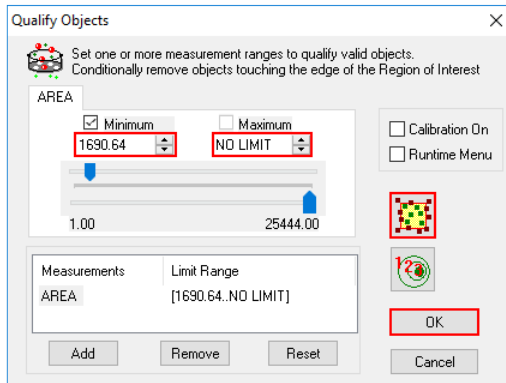 Qualify Objects
Set one or more measurement ranges to qualify valid objects.
Conditionally remove objects touching the edge of the Region of Interest
AREA
Minimum
Maximum
1690.64
NO LIMIT
Calibration On
Runtime Menu
1.00
25444.00
123
Measurements
Limit Range
AREA
[1690.64..NO LIMIT]
Add
Remove
Reset
OK
Cancel